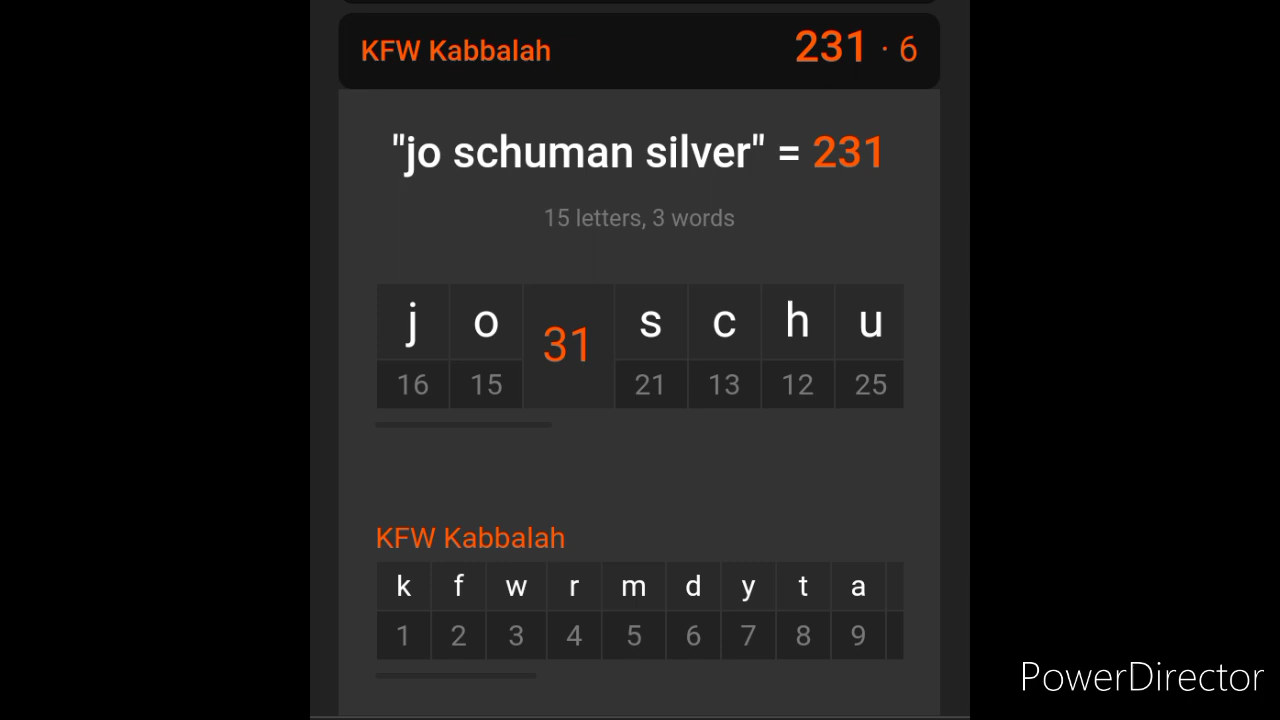 KFW Kabbalah 231 · 6
"jo schuman silver" = 231
15 letters, 3 words
j o 31 s c h u
16 15 21 13 12 25
KFW Kabbalah
k f w r m d y t a
1 2 3 4 5 6 7 8 9
PowerDirector